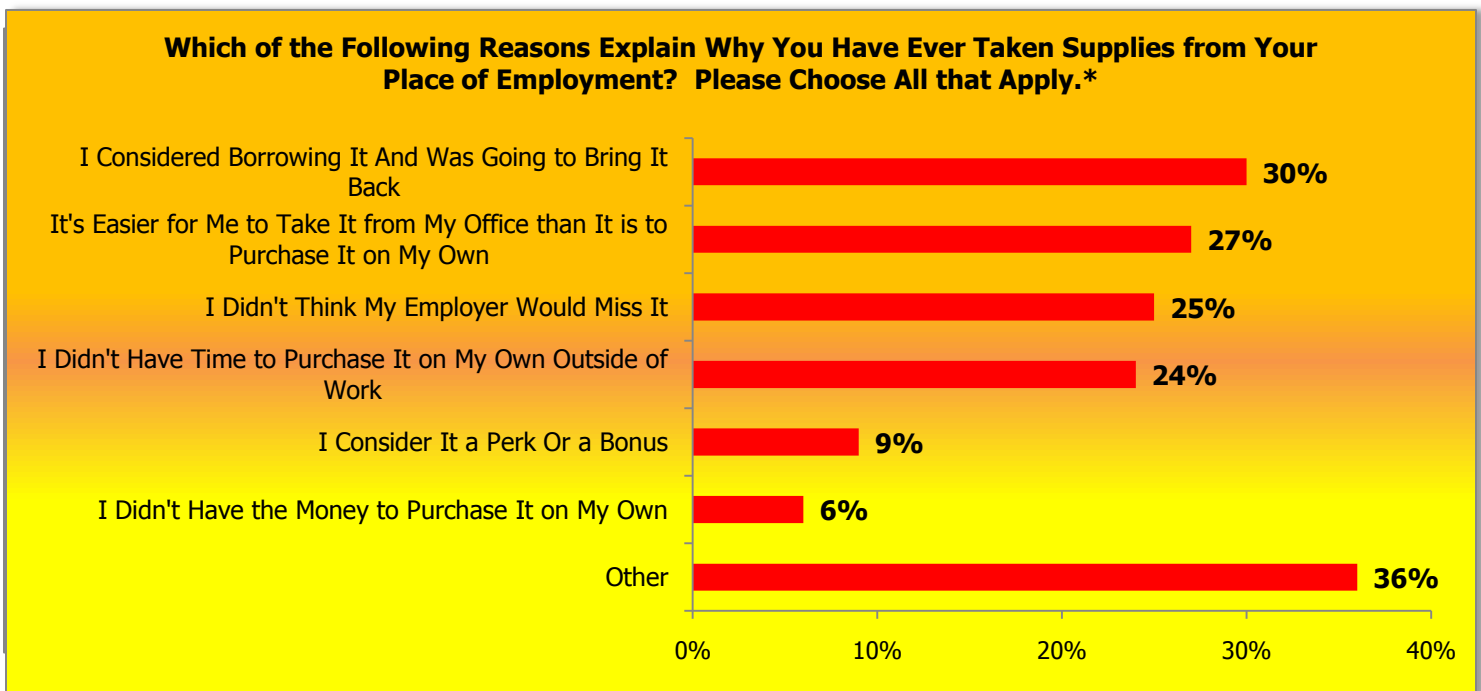 Which of the Following Reasons Explain Why You Have Ever Taken Supplies from Your
Place of Employment?  Please Choose All that Apply.*
I Considered Borrowing It And Was Going to Bring It
Back
30%
It's Easier for Me to Take It from My Office than It is to
Purchase It on My Own
27%
I Didn't Think My Employer Would Miss It
25%
I Didn't Have Time to Purchase It on My Own Outside of
Work
24%
I Consider It a Perk Or a Bonus
9%
I Didn't Have the Money to Purchase It on My Own
6%
Other
36%
0%
10%
20%
30%
40%